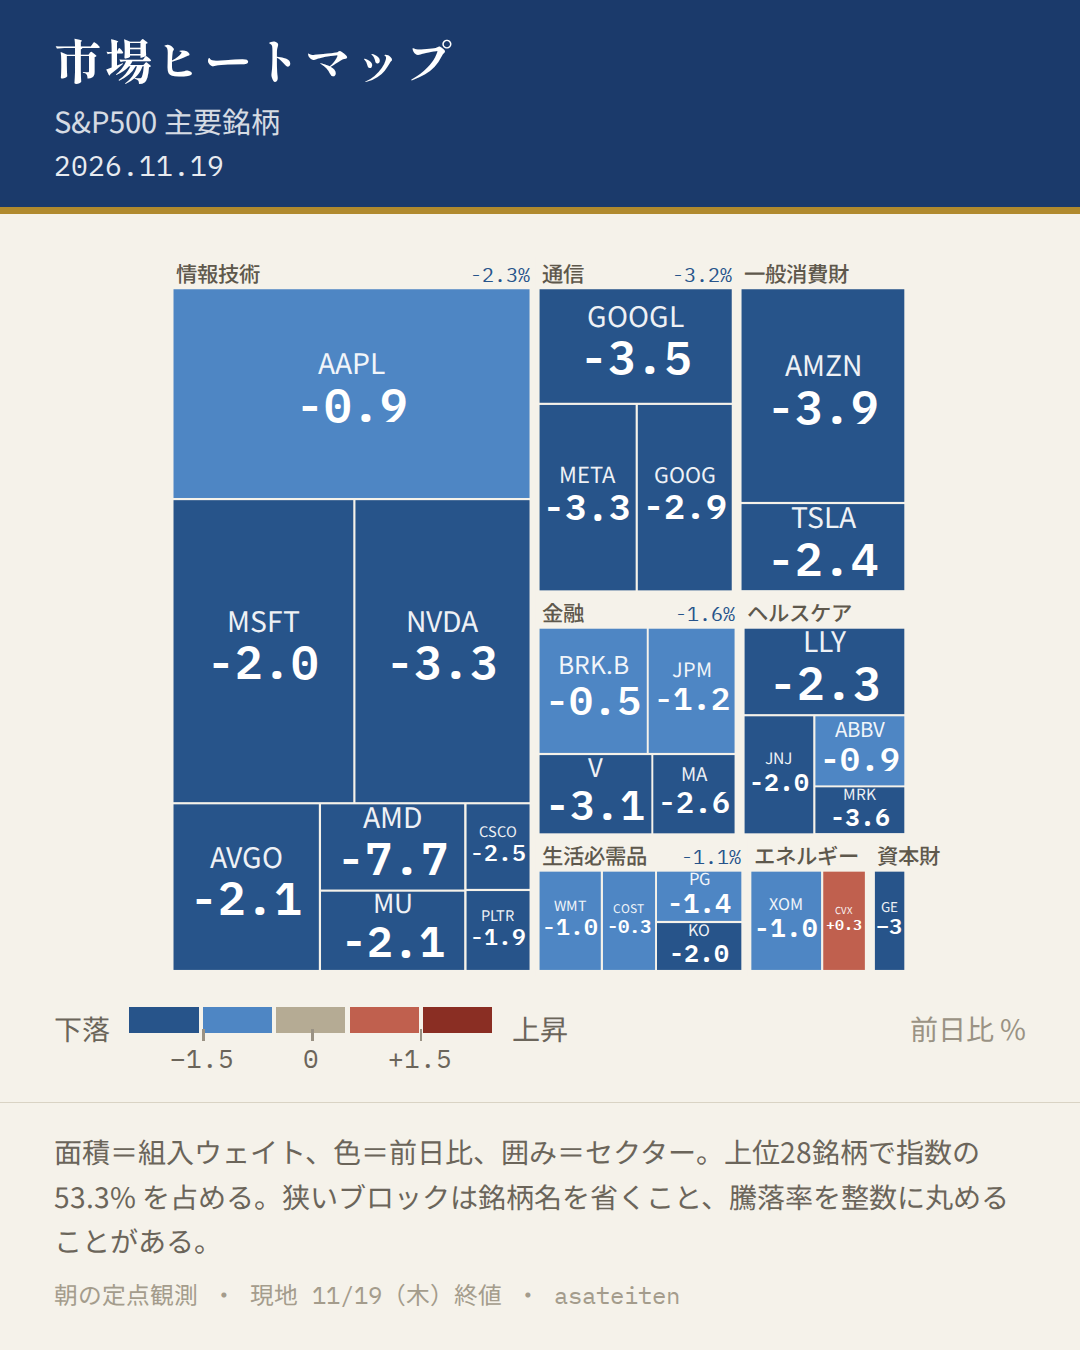 市場ヒートマップ
S&P500 主要銘柄
2026.11.19
情報技術 -2.3%
AAPL
-0.9
MSFT
-2.0
NVDA
-3.3
AVGO
-2.1
AMD
-7.7
MU
-2.1
CSCO
-2.5
PLTR
-1.9
通信 -3.2%
GOOGL
-3.5
META
-3.3
GOOG
-2.9
一般消費財
AMZN
-3.9
TSLA
-2.4
金融 -1.6%
BRK.B
-0.5
JPM
-1.2
V
-3.1
MA
-2.6
ヘルスケア
LLY
-2.3
JNJ
-2.0
ABBV
-0.9
MRK
-3.6
生活必需品 -1.1%
WMT
-1.0
COST
-0.3
PG
-1.4
KO
-2.0
エネルギー
XOM
-1.0
CVX
+0.3
資本財
GE
−3
下落 上昇 前日比 %
−1.5 0 +1.5
面積＝組入ウェイト、色＝前日比、囲み＝セクター。上位28銘柄で指数の
53.3% を占める。狭いブロックは銘柄名を省くこと、騰落率を整数に丸める
ことがある。
朝の定点観測 ・ 現地 11/19（木）終値 ・ asateiten